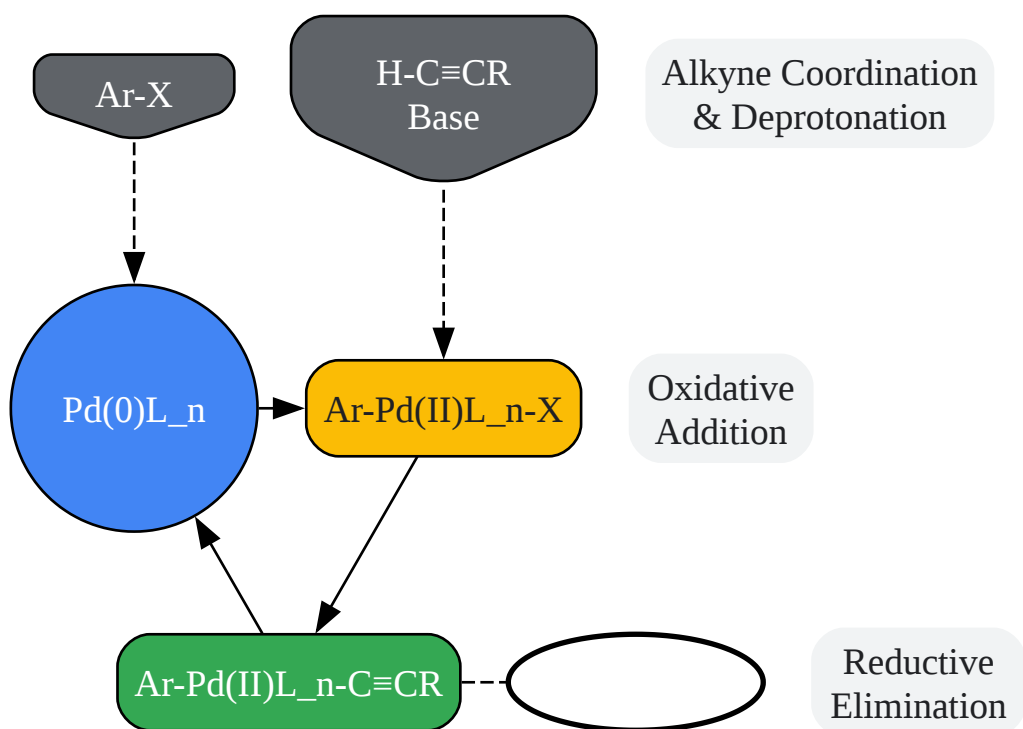 Ar-X
H-C≡CR
Base
Alkyne Coordination
& Deprotonation
Pd(0)L_n
Ar-Pd(II)L_n-X
Oxidative
Addition
Ar-Pd(II)L_n-C≡CR
Reductive
Elimination